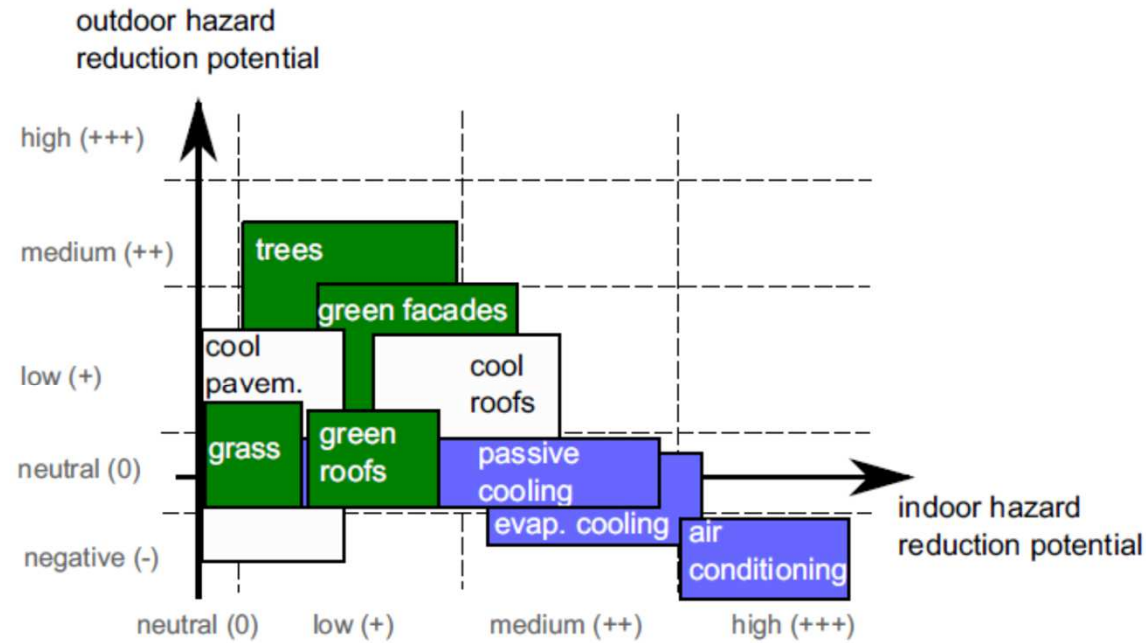 outdoor hazard
reduction potential
high (+++)
medium (++)
trees
green facades
cool
pavem.
low (+)
cool
roofs
grass
green
roofs
neutral (0)
passive
cooling
evap. cooling
air
conditioning
indoor hazard
reduction potential
negative (-)
neutral (0)
low (+)
medium (++)
high (+++)